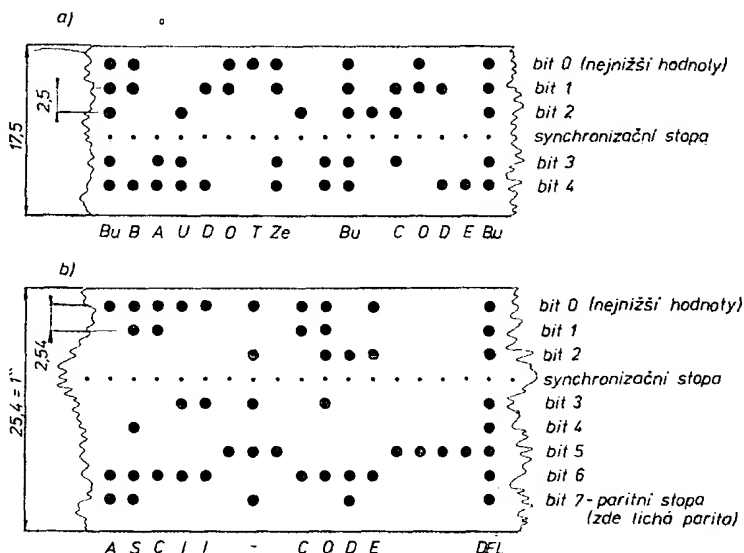 a)
bit 0 (nejnižší hodnoly)
bit 1
bit 2
synchronizační stopa
bit 3
bit 4
17,5
2,5
Bu B A U D O T Ze Bu C O D E Bu
b)
bit 0 (nejnižší hodnoty)
bit 1
bit 2
synchronizační stopa
bit 3
bit 4
bit 5
bit 6
bit 7-paritní stopa
(zde lichá parita)
25,4 = 1"
2,54
A S C I I - C O D E DEL